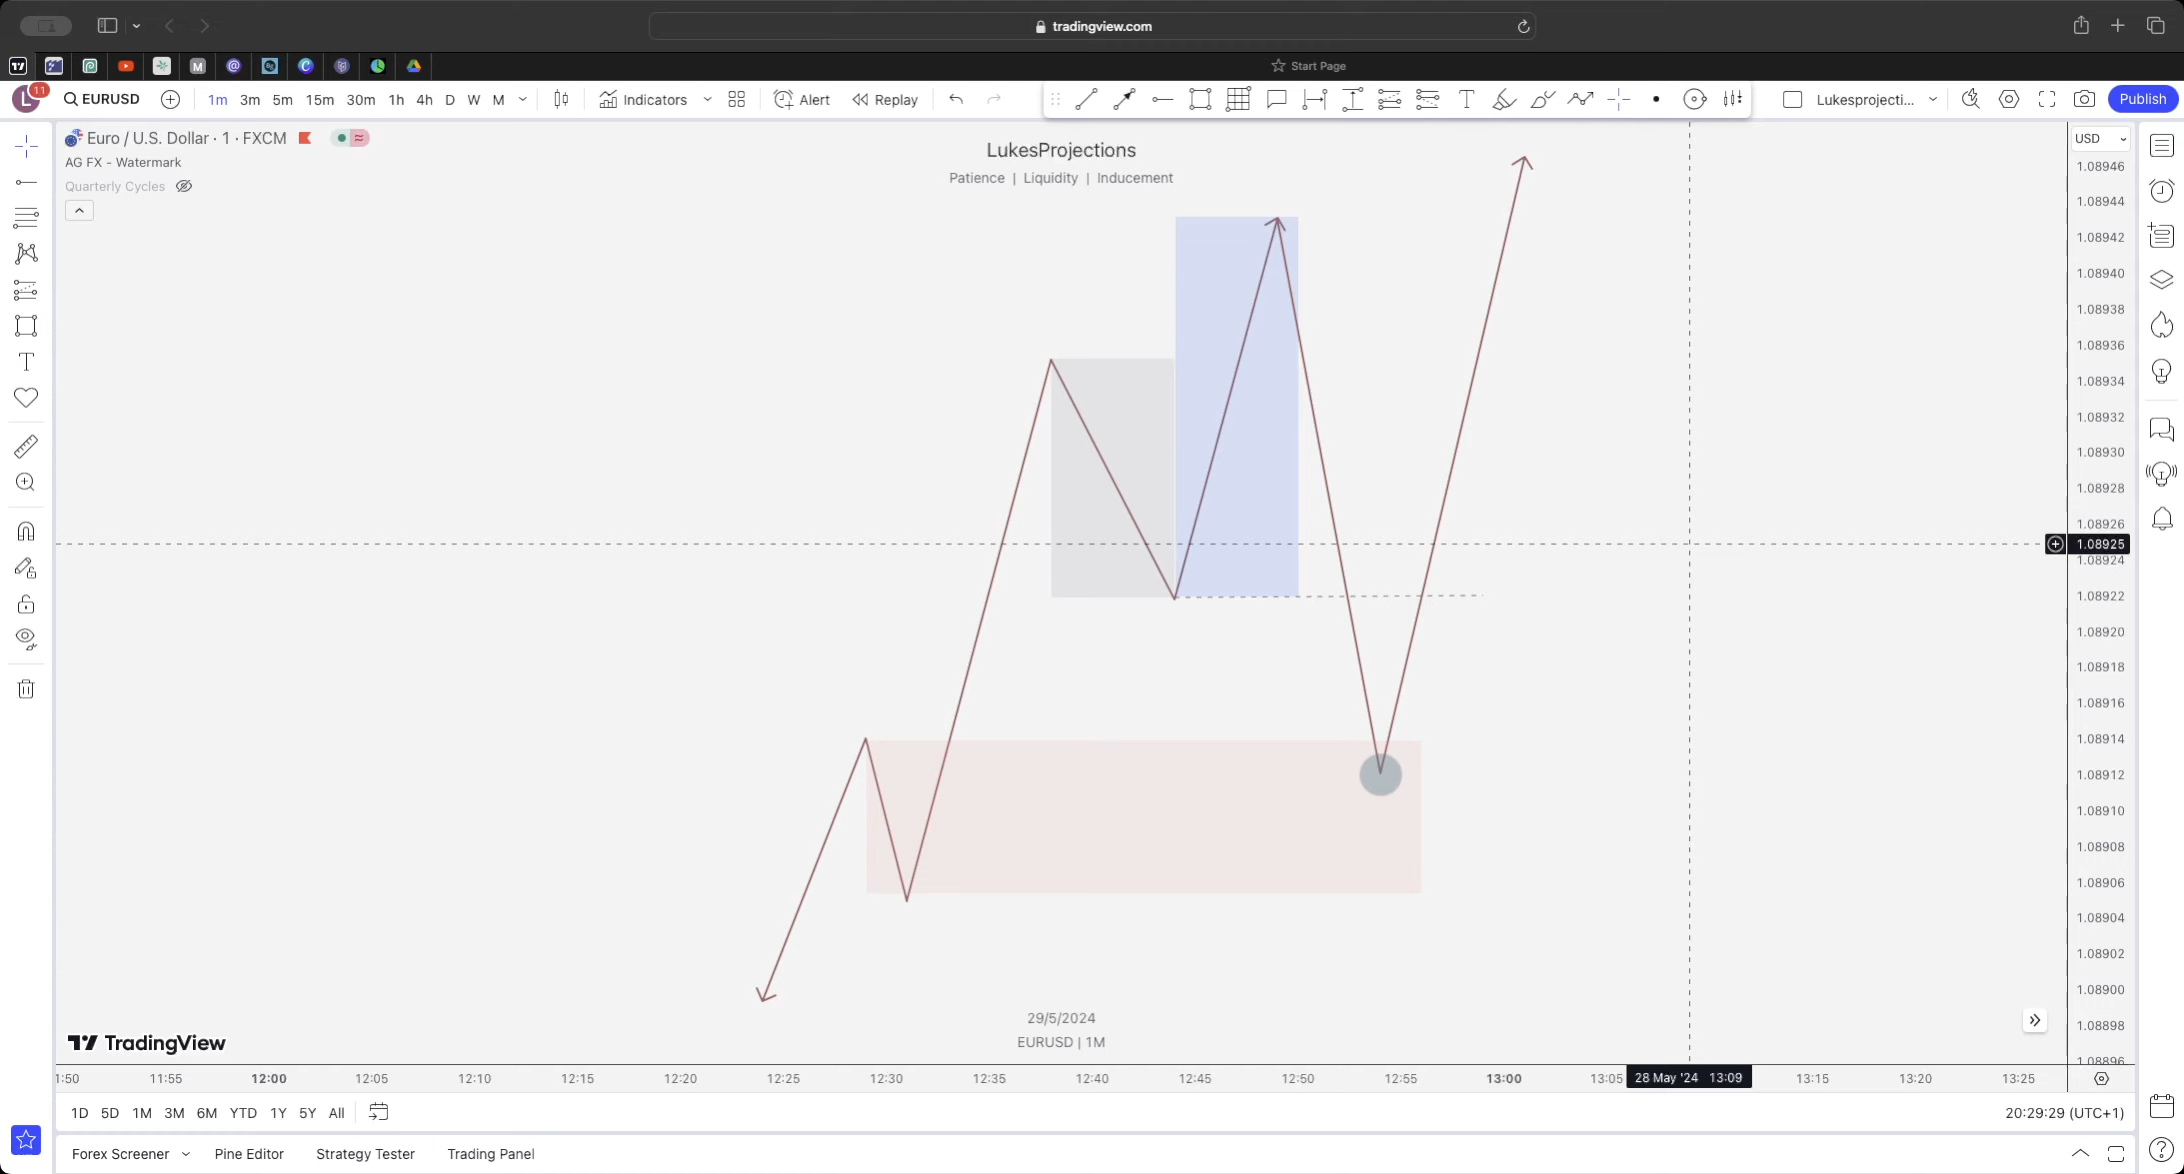 tradingview.com
Start Page
L 11 EURUSD 1m 3m 5m 15m 30m 1h 4h D W M Indicators Alert Replay Lukesprojecti... Publish
Euro / U.S. Dollar · 1 · FXCM
AG FX - Watermark
Quarterly Cycles
LukesProjections
Patience | Liquidity | Inducement
USD
1.08946
1.08944
1.08942
1.08940
1.08938
1.08936
1.08934
1.08932
1.08930
1.08928
1.08926
1.08925
1.08924
1.08922
1.08920
1.08918
1.08916
1.08914
1.08912
1.08910
1.08908
1.08906
1.08904
1.08902
1.08900
1.08898
1.08896
29/5/2024
EURUSD | 1M
TradingView
1:50 11:55 12:00 12:05 12:10 12:15 12:20 12:25 12:30 12:35 12:40 12:45 12:50 12:55 13:00 13:05 28 May '24 13:09 13:15 13:20 13:25
1D 5D 1M 3M 6M YTD 1Y 5Y All 20:29:29 (UTC+1)
Forex Screener Pine Editor Strategy Tester Trading Panel